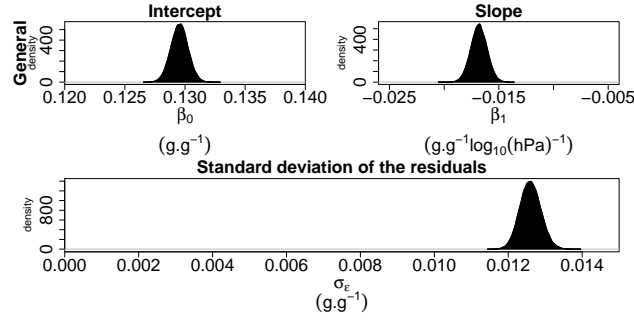 Intercept
Slope
General
density
0 400
0.120 0.125 0.130 0.135 0.140
β₀
(g.g⁻¹)
density
0 400
−0.025 −0.015 −0.004
β₁
(g.g⁻¹log₁₀(hPa)⁻¹)
Standard deviation of the residuals
density
0 800
0.000 0.002 0.004 0.006 0.008 0.010 0.012 0.014
σ_ε
(g.g⁻¹)